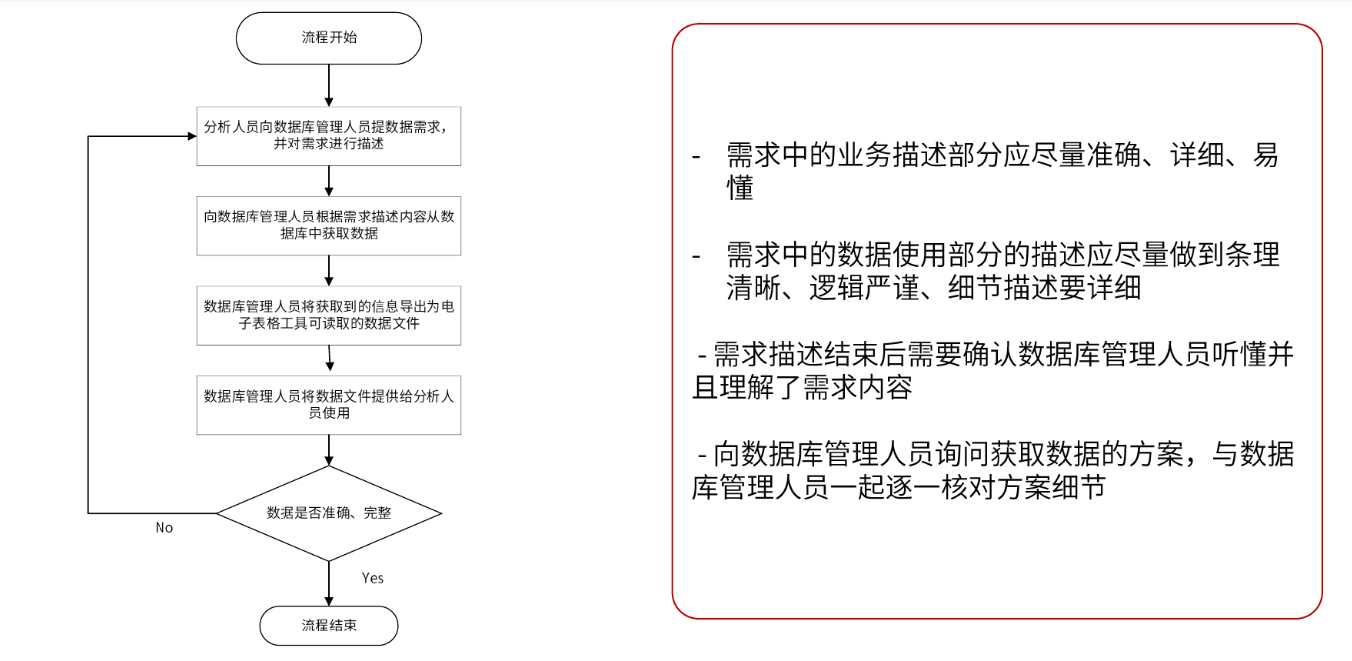 流程开始
分析人员向数据库管理人员提数据需求，
并对需求进行描述
向数据库管理人员根据需求描述内容从数
据库中获取数据
数据库管理人员将获取到的信息导出为电
子表格工具可读取的数据文件
数据库管理人员将数据文件提供给分析人
员使用
数据是否准确、完整
No
Yes
流程结束
- 需求中的业务描述部分应尽量准确、详细、易
懂
- 需求中的数据使用部分的描述应尽量做到条理
清晰、逻辑严谨、细节描述要详细
- 需求描述结束后需要确认数据库管理人员听懂并
且理解了需求内容
- 向数据库管理人员询问获取数据的方案，与数据
库管理人员一起逐一核对方案细节